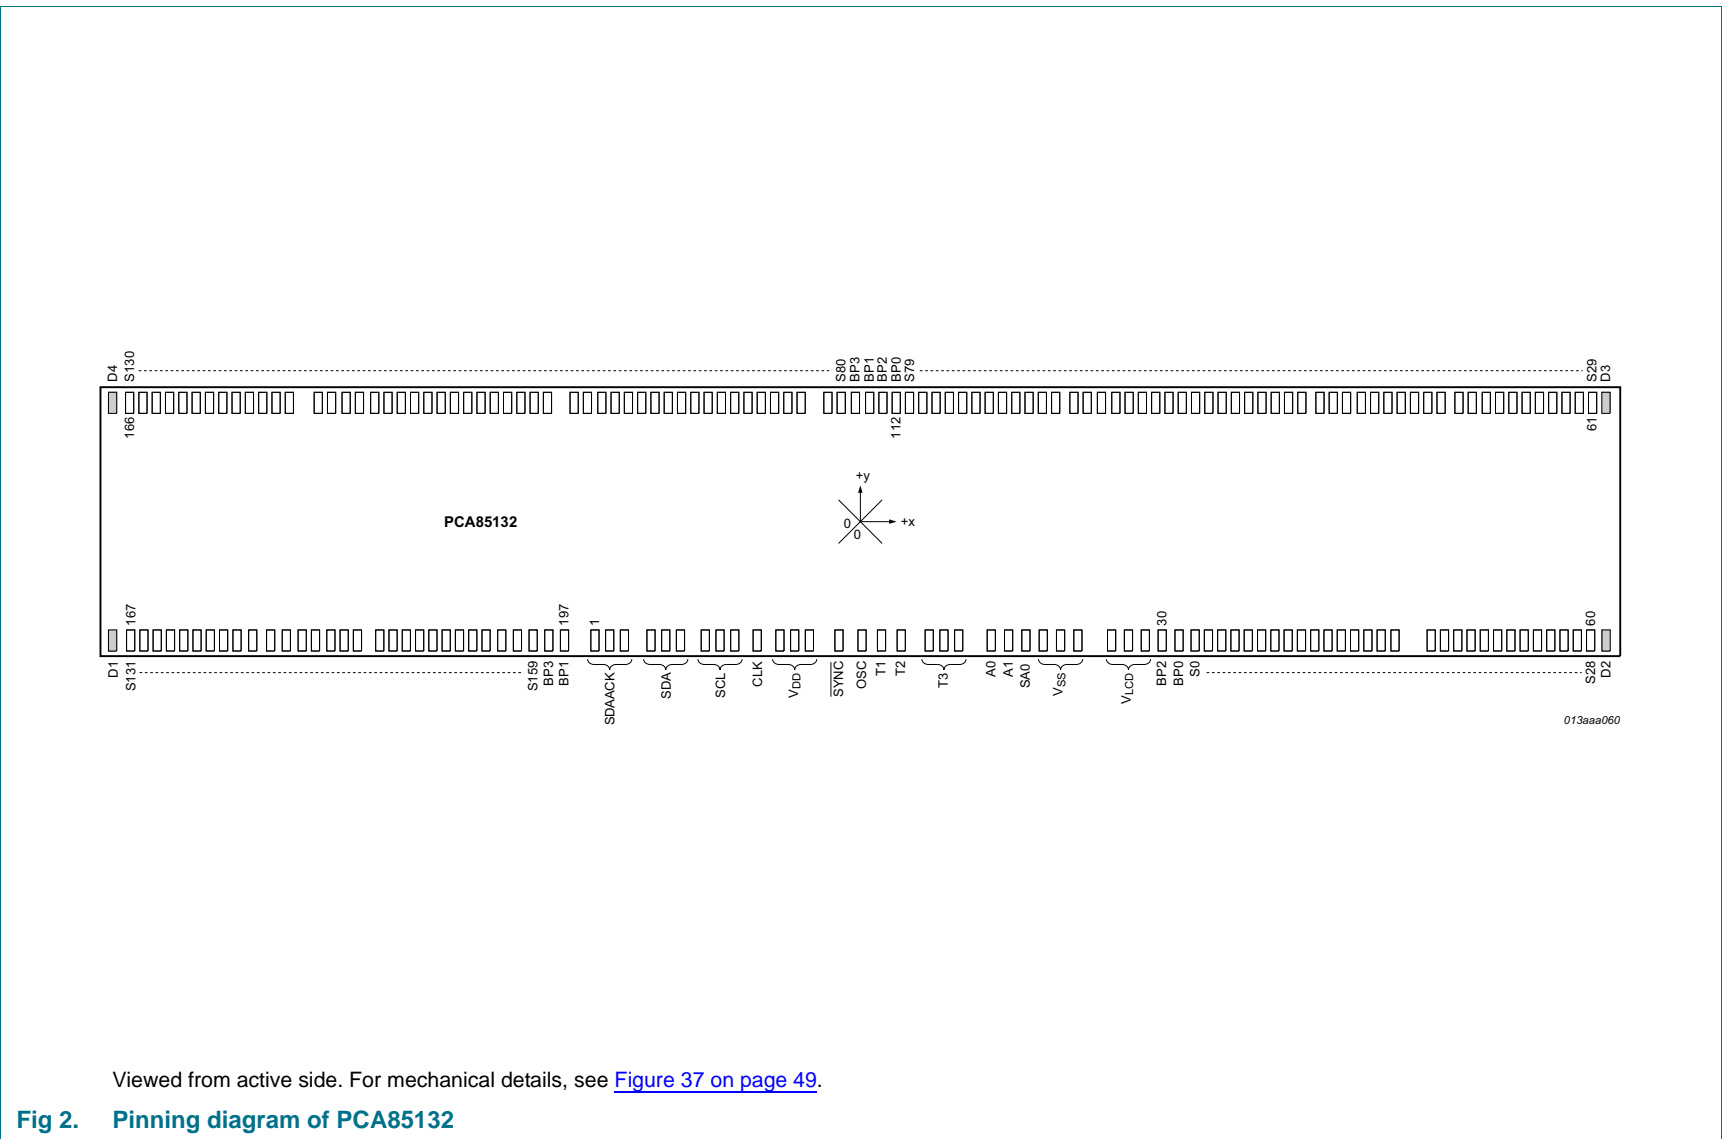 D4 S130 S80 BP3 BP1 BP2 BP0 S79 S29 D3
166 112 61
+y
PCA85132 0 +x
0
167 197 1 30 60
D1 S131 S159 BP3 BP1 SDAACK SDA SCL CLK VDD SYNC OSC T1 T2 T3 A0 A1 SA0 VSS VLCD BP2 BP0 S0 S28 D2
013aaa060
Viewed from active side. For mechanical details, see Figure 37 on page 49.
Fig 2. Pinning diagram of PCA85132